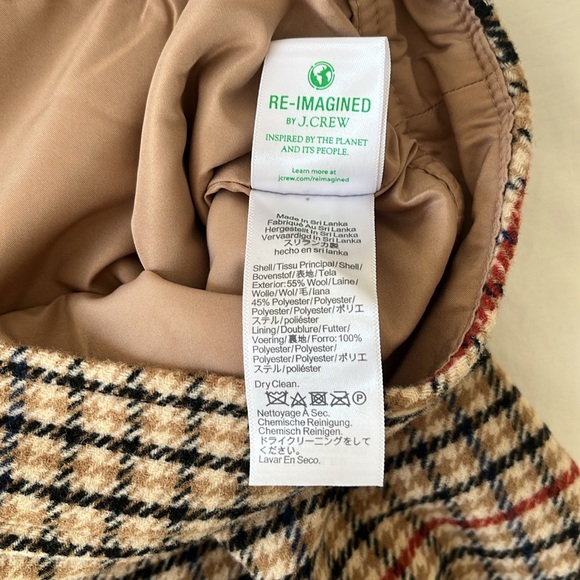 RE-IMAGINED
BY J.CREW
INSPIRED BY THE PLANET
AND ITS PEOPLE.
Learn more at
jcrew.com/reimagined
Made In Sri Lanka
Fabriqué Au Sri Lanka
Hergestellt In Sri Lanka
Vervaardigd In Sri Lanka
スリランカ製
hecho en Sri Lanka
Shell/Tissu Principal/Shell/
Bovenstof/表地/Tela
Exterior:55% Wool/Laine/
Wolle/Wol/毛/lana
45% Polyester/Polyester/
Polyester/Polyester/ポリエ
ステル/poliéster
Lining/Doublure/Futter/
Voering/裏地/Forro: 100%
Polyester/Polyester/
Polyester/Polyester/ポリエ
ステル/poliéster
Dry Clean.
Nettoyage À Sec.
Chemische Reinigung.
Chemisch Reinigen.
ドライクリーニングをして
ください。
Lavar En Seco.